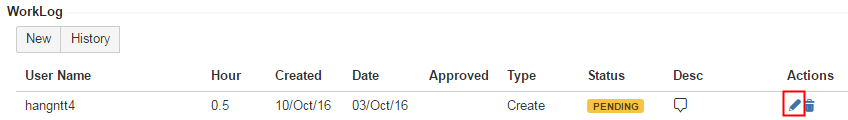 WorkLog
New History
User Name Hour Created Date Approved Type Status Desc Actions
hangntt4 0.5 10/Oct/16 03/Oct/16 Create PENDING